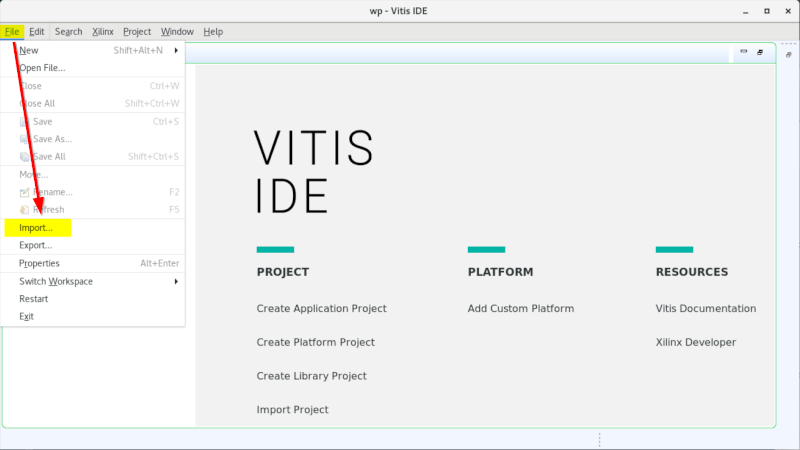 wp - Vitis IDE
File Edit Search Xilinx Project Window Help
New Shift+Alt+N
Open File...
Close Ctrl+W
Close All Shift+Ctrl+W
Save Ctrl+S
Save As...
Save All Shift+Ctrl+S
Move...
Rename... F2
Refresh F5
Import...
Export...
Properties Alt+Enter
Switch Workspace
Restart
Exit
VITIS
IDE
PROJECT PLATFORM RESOURCES
Create Application Project Add Custom Platform Vitis Documentation
Create Platform Project Xilinx Developer
Create Library Project
Import Project